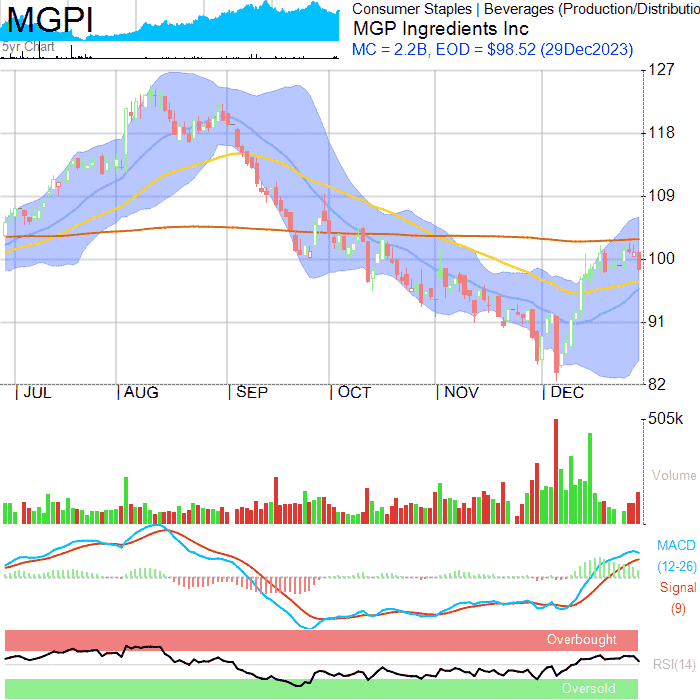 MGPI
5yr Chart
Consumer Staples | Beverages (Production/Distributio
MGP Ingredients Inc
MC = 2.2B, EOD = $98.52 (29Dec2023)
127
118
109
100
91
82
JUL AUG SEP OCT NOV DEC
505k
Volume
MACD
(12-26)
Signal
(9)
Overbought
RSI(14)
Oversold